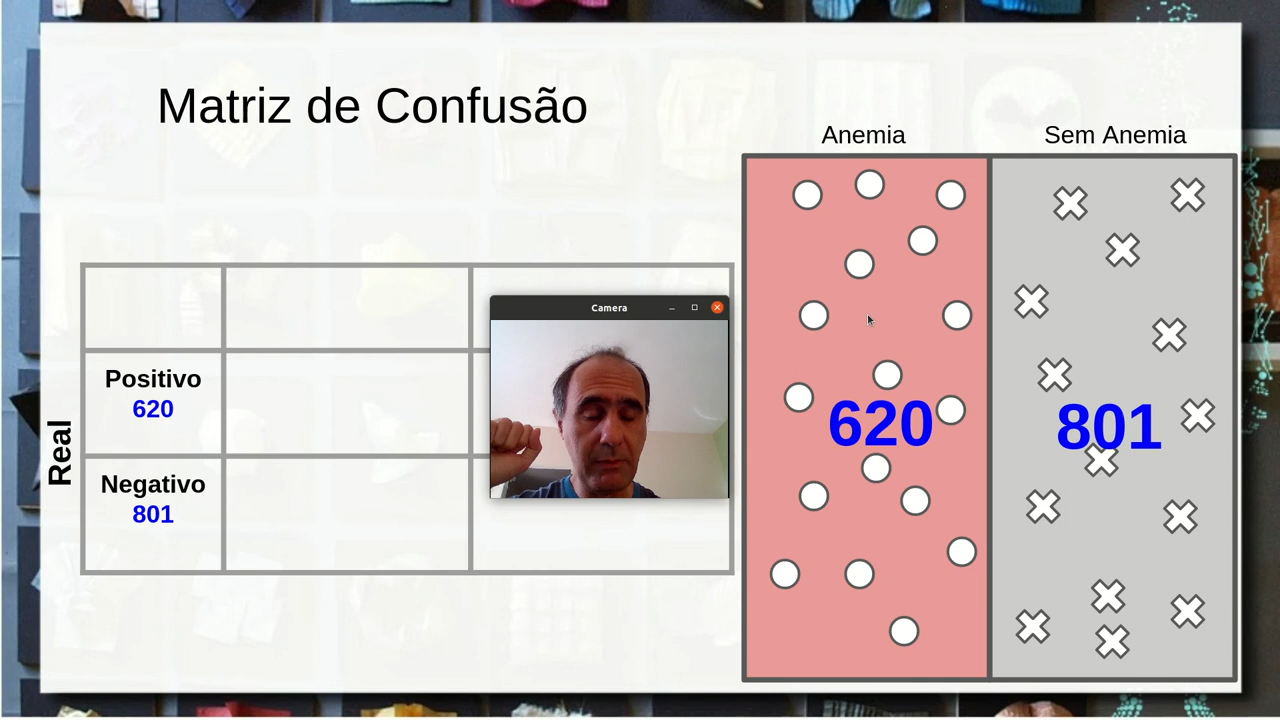 Matriz de Confusão
Anemia
Sem Anemia
Camera
Positivo
620
Real
Negativo
801
620
801